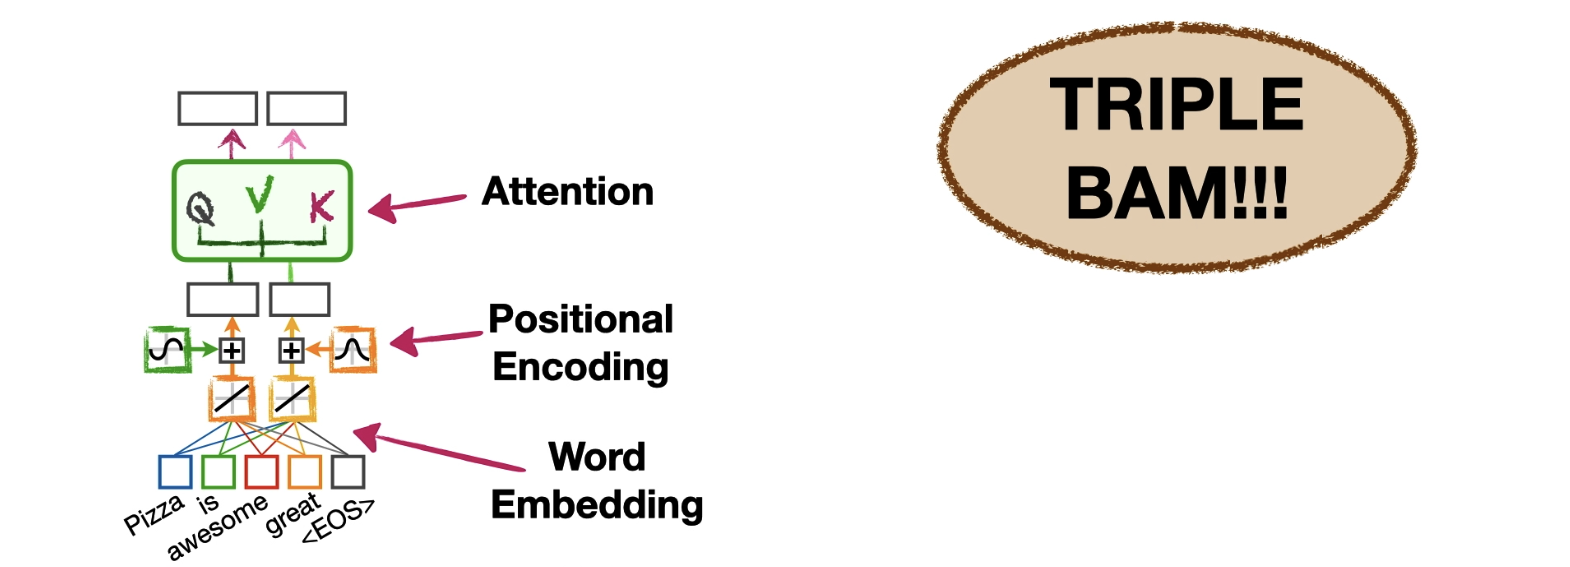 TRIPLE
BAM!!!
Q V K
Attention
Positional
Encoding
Word
Embedding
Pizza
is
awesome
great
<EOS>